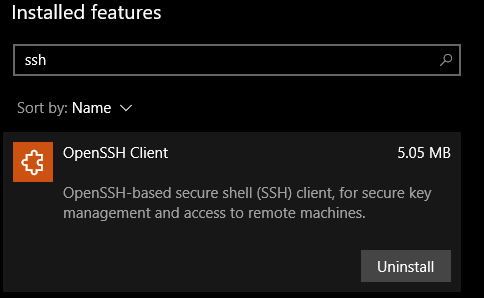 Installed features
ssh
Sort by: Name
OpenSSH Client 5.05 MB
OpenSSH-based secure shell (SSH) client, for secure key
management and access to remote machines.
Uninstall